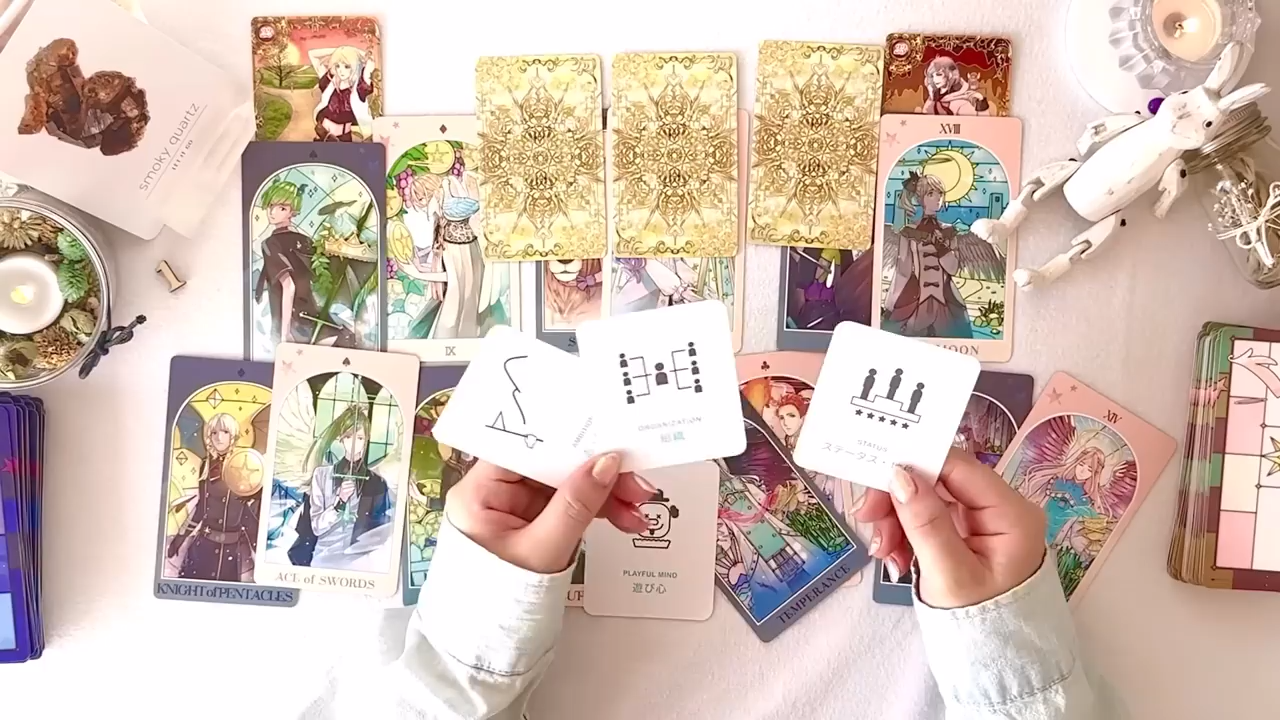 smoky quartz
XVIII
IX
MOON
XIV
AMBITION
ORGANIZATION
組織
STATUS
ステータス・
KNIGHT of PENTACLES
ACE of SWORDS
PLAYFUL MIND
遊び心
TEMPERANCE